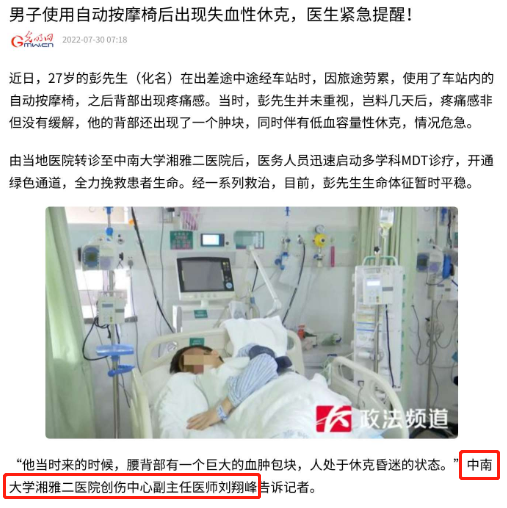 男子使用自动按摩椅后出现失血性休克，医生紧急提醒！
光明网
GMW.CN 2022-07-30 07:18
近日，27岁的彭先生（化名）在出差途中途经车站时，因旅途劳累，使用了车站内的
自动按摩椅，之后背部出现疼痛感。当时，彭先生并未重视，岂料几天后，疼痛感非
但没有缓解，他的背部还出现了一个肿块，同时伴有低血容量性休克，情况危急。
由当地医院转诊至中南大学湘雅二医院后，医务人员迅速启动多学科MDT诊疗，开通
绿色通道，全力挽救患者生命。经一系列救治，目前，彭先生生命体征暂时平稳。
政法频道
“他当时来的时候，腰背部有一个巨大的血肿包块，人处于休克昏迷的状态。”中南
大学湘雅二医院创伤中心副主任医师刘翔峰告诉记者。